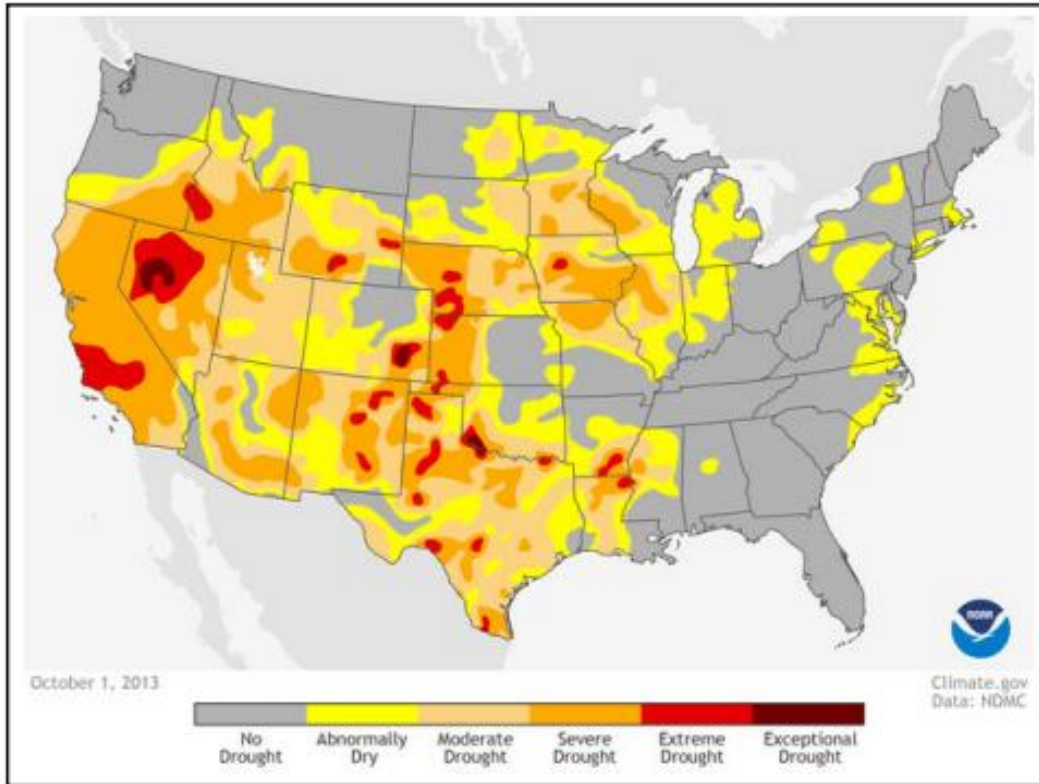 NOAA
October 1, 2013
Climate.gov
Data: NDMC
No Drought
Abnormally Dry
Moderate Drought
Severe Drought
Extreme Drought
Exceptional Drought